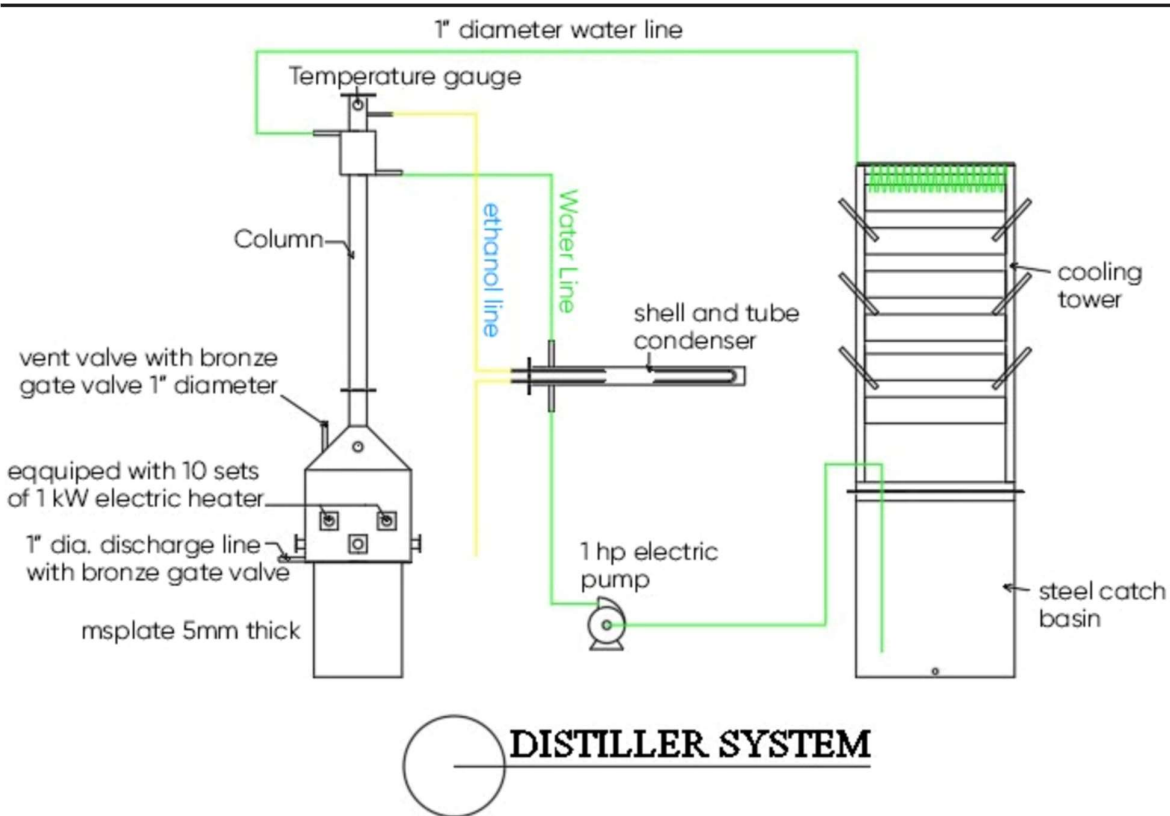 1" diameter water line
Temperature gauge
Column
ethanol line
Water Line
cooling
tower
shell and tube
condenser
vent valve with bronze
gate valve 1" diameter
eqquiped with 10 sets
of 1 kW electric heater
1" dia. discharge line
with bronze gate valve
1 hp electric
pump
steel catch
basin
msplate 5mm thick
DISTILLER SYSTEM